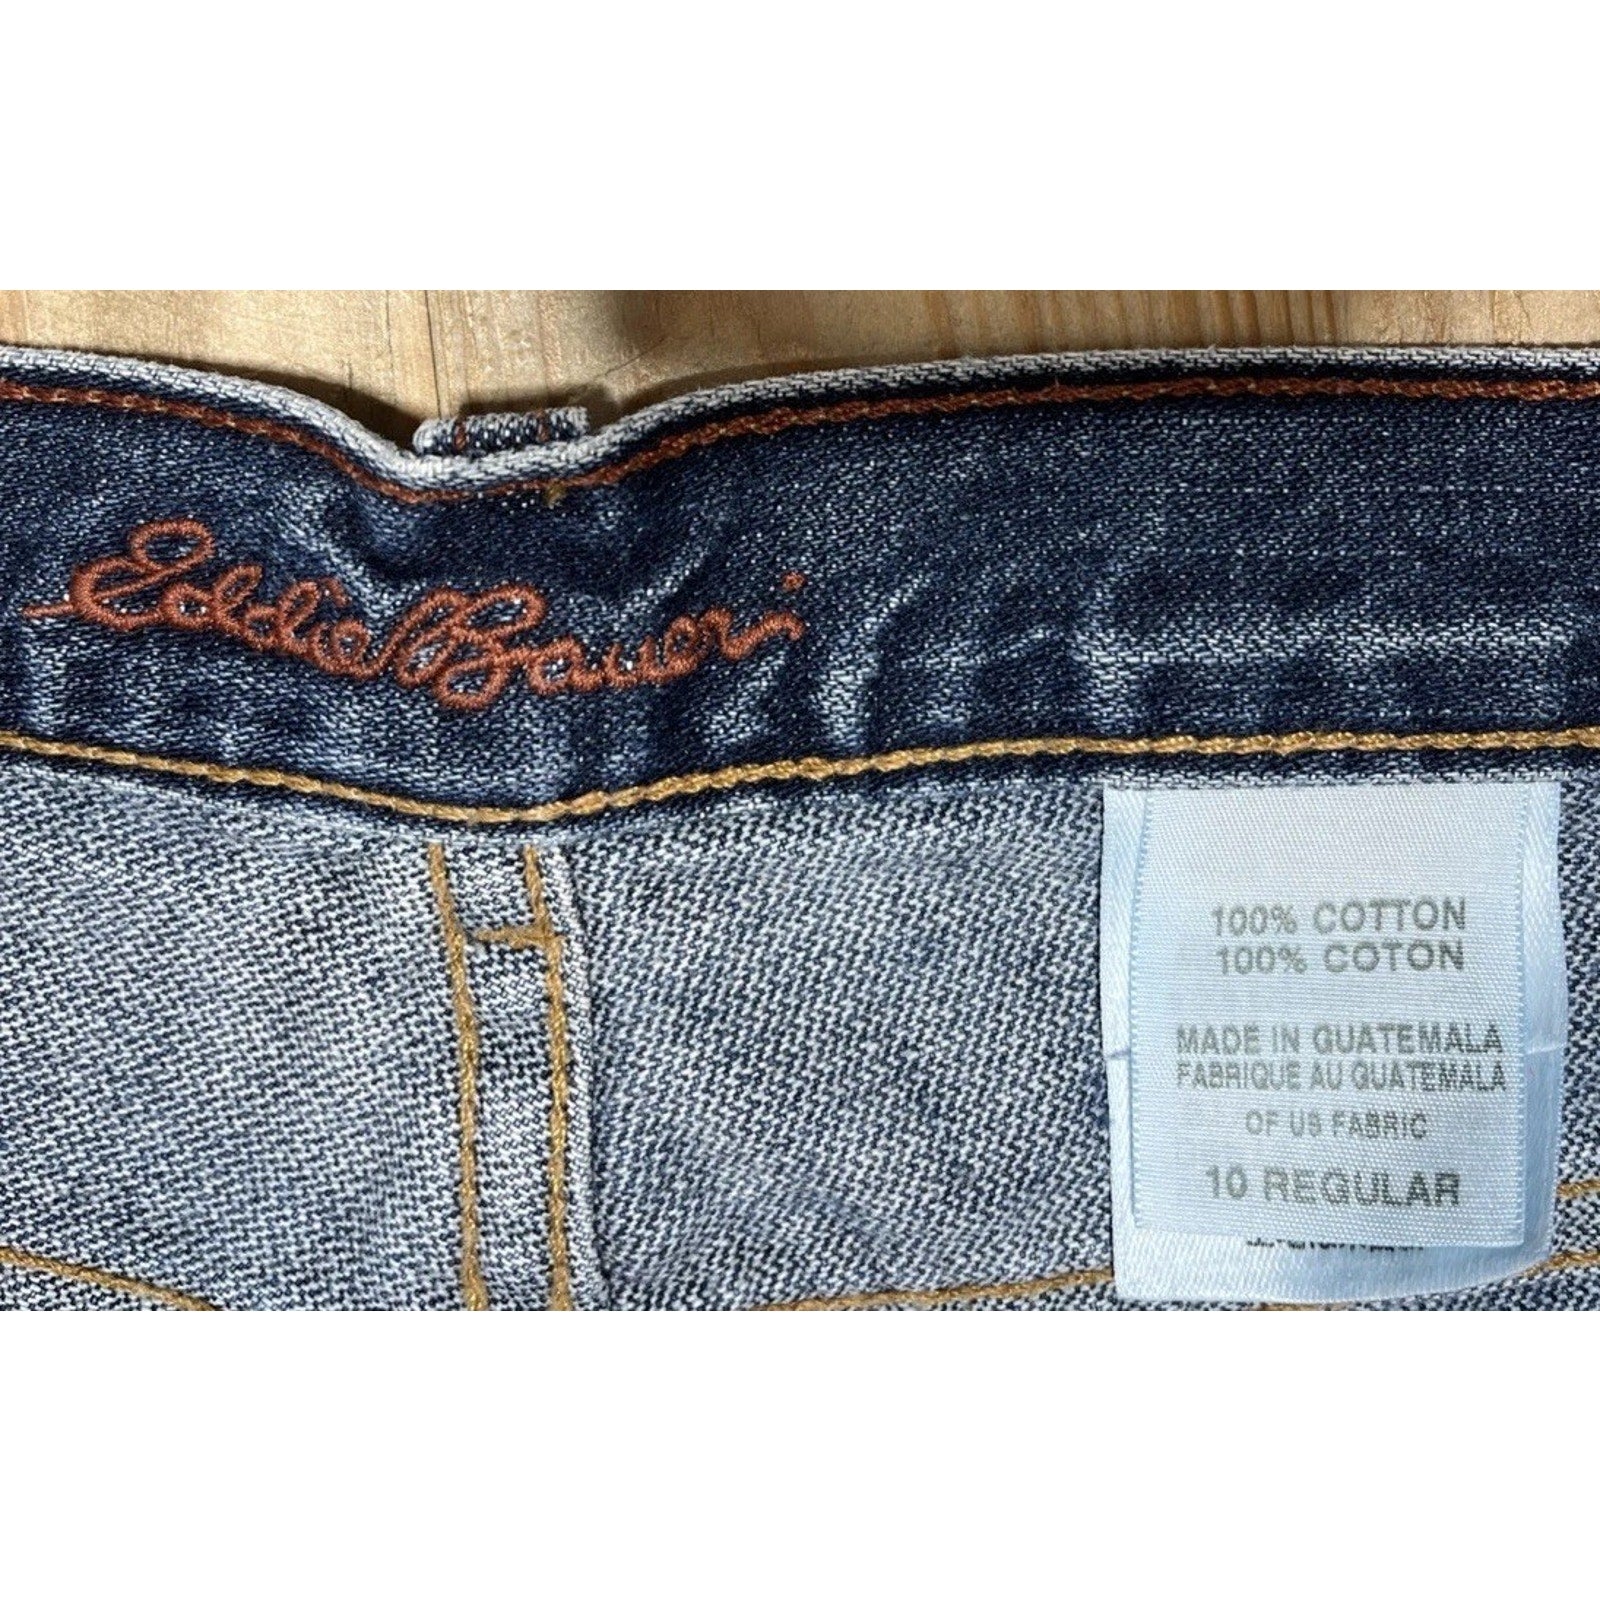 Eddie Bauer
100% COTTON
100% COTON
MADE IN GUATEMALA
FABRIQUE AU GUATEMALA
OF US FABRIC
10 REGULAR